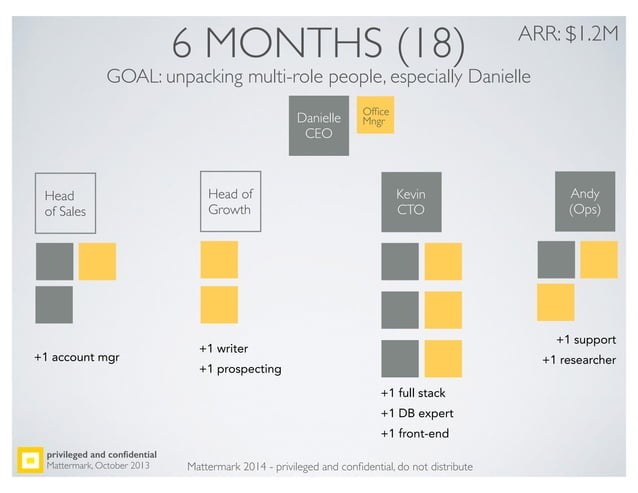 6 MONTHS (18)
ARR: $1.2M
GOAL: unpacking multi-role people, especially Danielle
Danielle
CEO
Office
Mngr
Head
of Sales
Head of
Growth
Kevin
CTO
Andy
(Ops)
+1 account mgr
+1 writer
+1 prospecting
+1 full stack
+1 DB expert
+1 front-end
+1 support
+1 researcher
privileged and confidential
Mattermark, October 2013
Mattermark 2014 - privileged and confidential, do not distribute